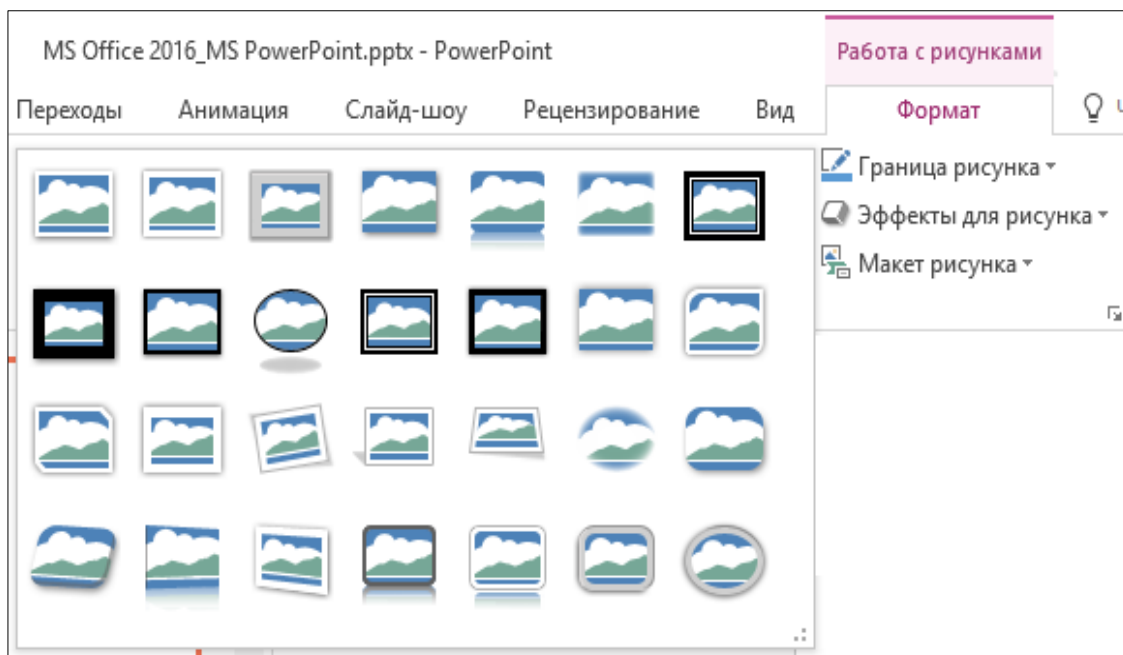 MS Office 2016_MS PowerPoint.pptx - PowerPoint
Работа с рисунками
Переходы Анимация Слайд-шоу Рецензирование Вид Формат
Граница рисунка
Эффекты для рисунка
Макет рисунка